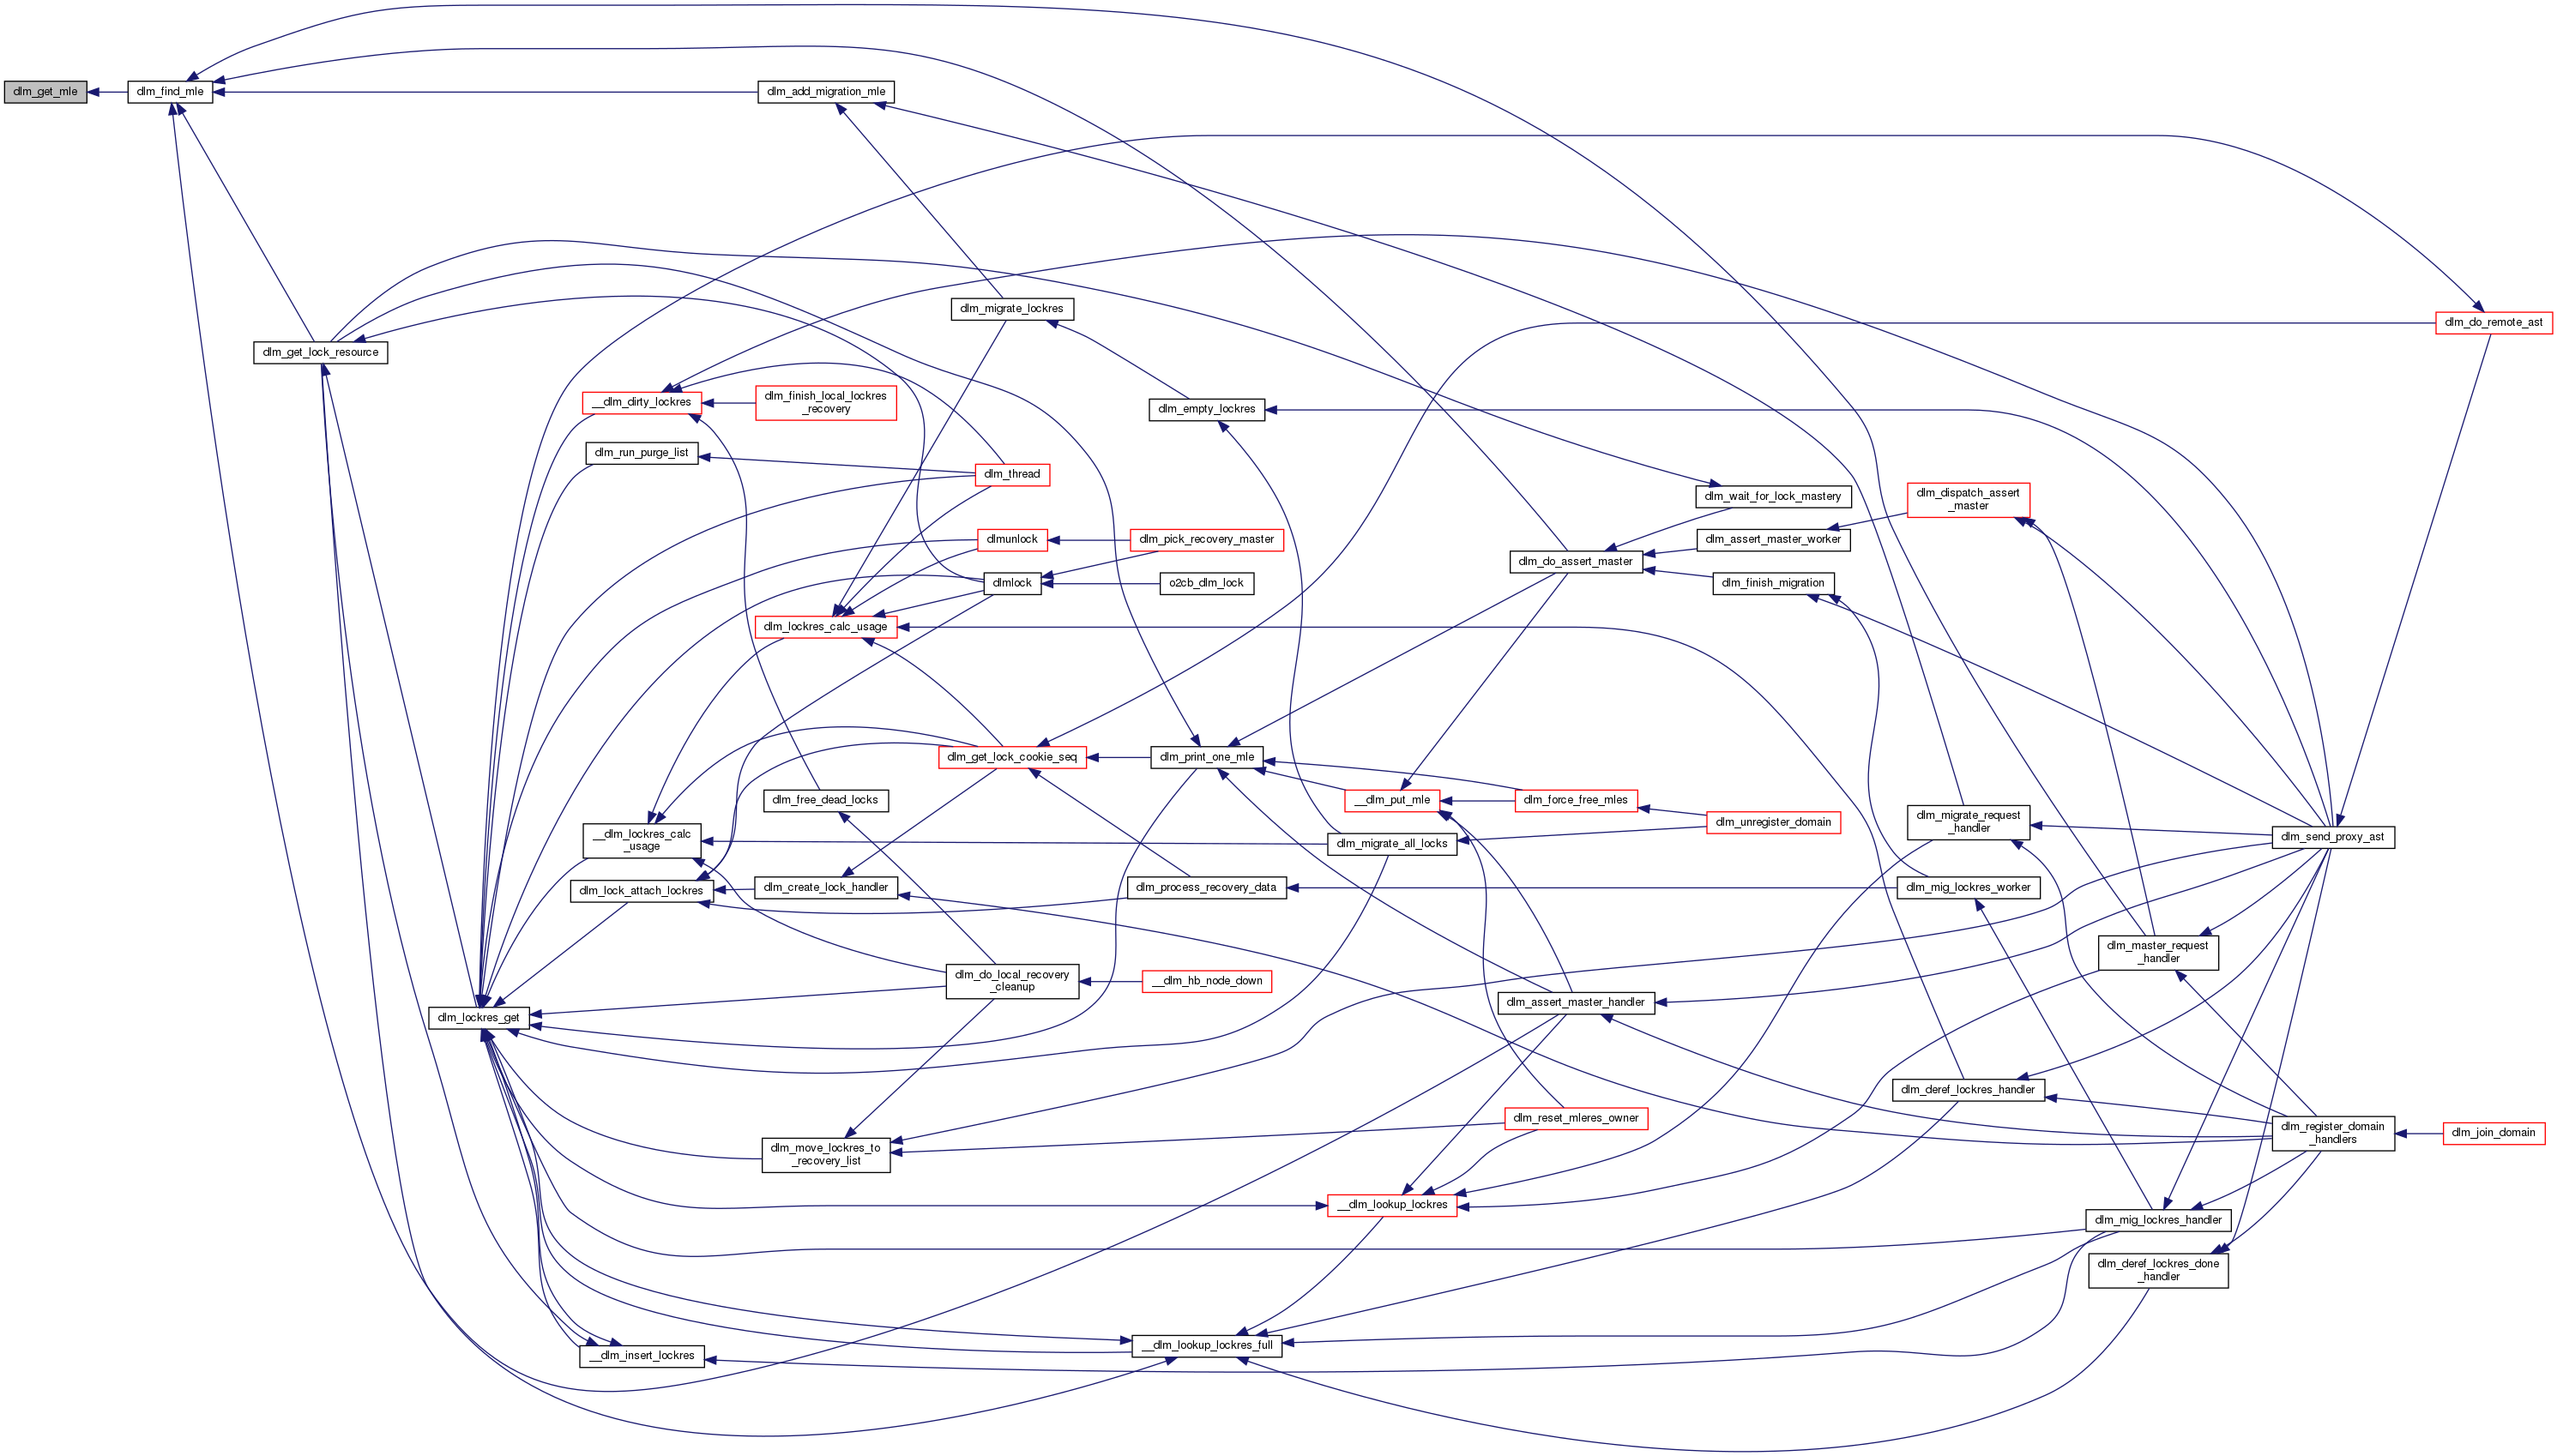 dlm_get_mle
dlm_find_mle
dlm_add_migration_mle
dlm_migrate_lockres
dlm_do_remote_ast
dlm_get_lock_resource
__dlm_dirty_lockres
dlm_finish_local_lockres
_recovery
dlm_empty_lockres
dlm_run_purge_list
dlm_thread
dlm_wait_for_lock_mastery
dlm_dispatch_assert
_master
dlmunlock
dlm_pick_recovery_master
dlm_assert_master_worker
dlm_do_assert_master
dlmlock
o2cb_dlm_lock
dlm_finish_migration
dlm_lockres_calc_usage
dlm_get_lock_cookie_seq
dlm_print_one_mle
dlm_free_dead_locks
__dlm_put_mle
dlm_force_free_mles
dlm_unregister_domain
dlm_migrate_request
_handler
dlm_send_proxy_ast
__dlm_lockres_calc
_usage
dlm_migrate_all_locks
dlm_lock_attach_lockres
dlm_create_lock_handler
dlm_process_recovery_data
dlm_mig_lockres_worker
dlm_master_request
_handler
dlm_do_local_recovery
_cleanup
__dlm_hb_node_down
dlm_assert_master_handler
dlm_lockres_get
dlm_deref_lockres_handler
dlm_reset_mleres_owner
dlm_register_domain
_handlers
dlm_join_domain
dlm_move_lockres_to
_recovery_list
__dlm_lookup_lockres
dlm_mig_lockres_handler
dlm_deref_lockres_done
_handler
__dlm_lookup_lockres_full
__dlm_insert_lockres